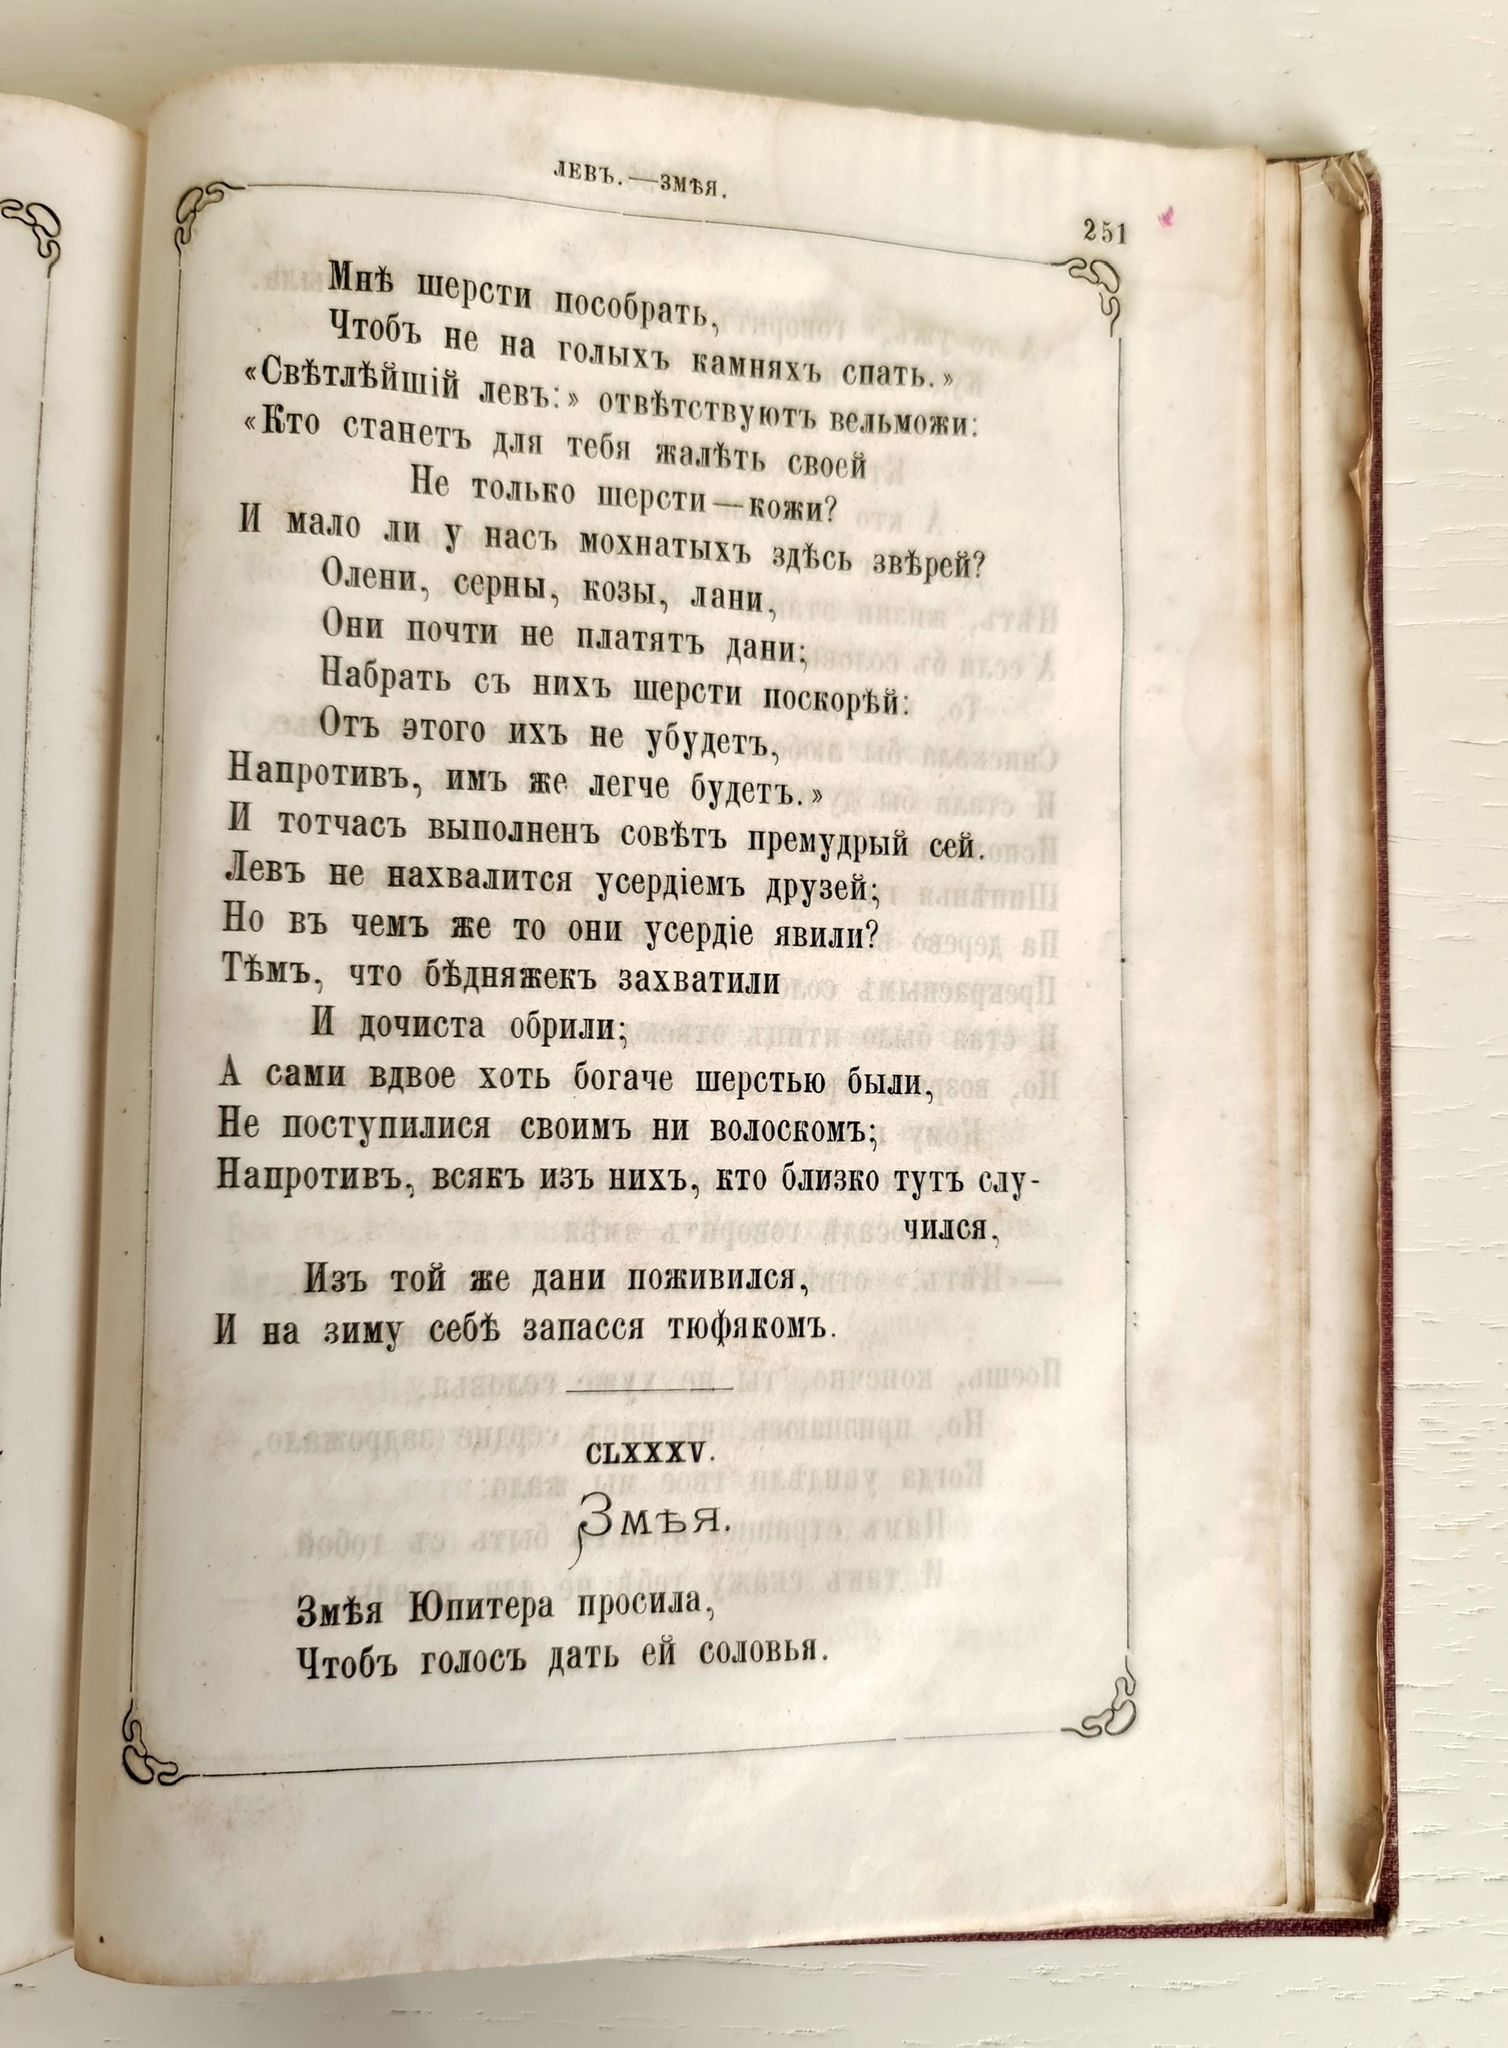 ЛЕВЪ.—ЗМѢЯ.
251
Мнѣ шерсти пособрать,
Чтобъ не на голыхъ камняхъ спать.»
«Свѣтлѣйшій левъ:» отвѣтствуютъ вельможи:
«Кто станетъ для тебя жалѣть своей
Не только шерсти—кожи?
И мало ли у насъ мохнатыхъ здѣсь звѣрей?
Олени, серны, козы, лани,
Они почти не платятъ дани;
Набрать съ нихъ шерсти поскорѣй:
Отъ этого ихъ не убудетъ,
Напротивъ, имъ же легче будетъ.»
И тотчасъ выполненъ совѣтъ премудрый сей.
Левъ не нахвалится усердіемъ друзей;
Но въ чемъ же то они усердіе явили?
Тѣмъ, что бѣдняжекъ захватили
И дочиста обрили;
А сами вдвое хоть богаче шерстью были,
Не поступилися своимъ ни волоскомъ;
Напротивъ, всякъ изъ нихъ, кто близко тутъ слу-
чился,
Изъ той же дани поживился,
И на зиму себѣ запасся тюфякомъ.
CLXXXV.
Змѣя.
Змѣя Юпитера просила,
Чтобъ голосъ дать ей соловья.